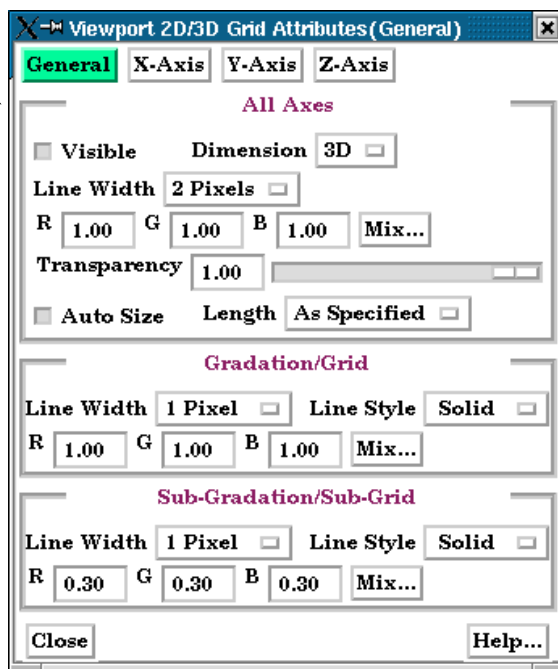 Viewport 2D/3D Grid Attributes(General)
General X-Axis Y-Axis Z-Axis
All Axes
Visible Dimension 3D
Line Width 2 Pixels
R 1.00 G 1.00 B 1.00 Mix...
Transparency 1.00
Auto Size Length As Specified
Gradation/Grid
Line Width 1 Pixel Line Style Solid
R 1.00 G 1.00 B 1.00 Mix...
Sub-Gradation/Sub-Grid
Line Width 1 Pixel Line Style Solid
R 0.30 G 0.30 B 0.30 Mix...
Close Help...